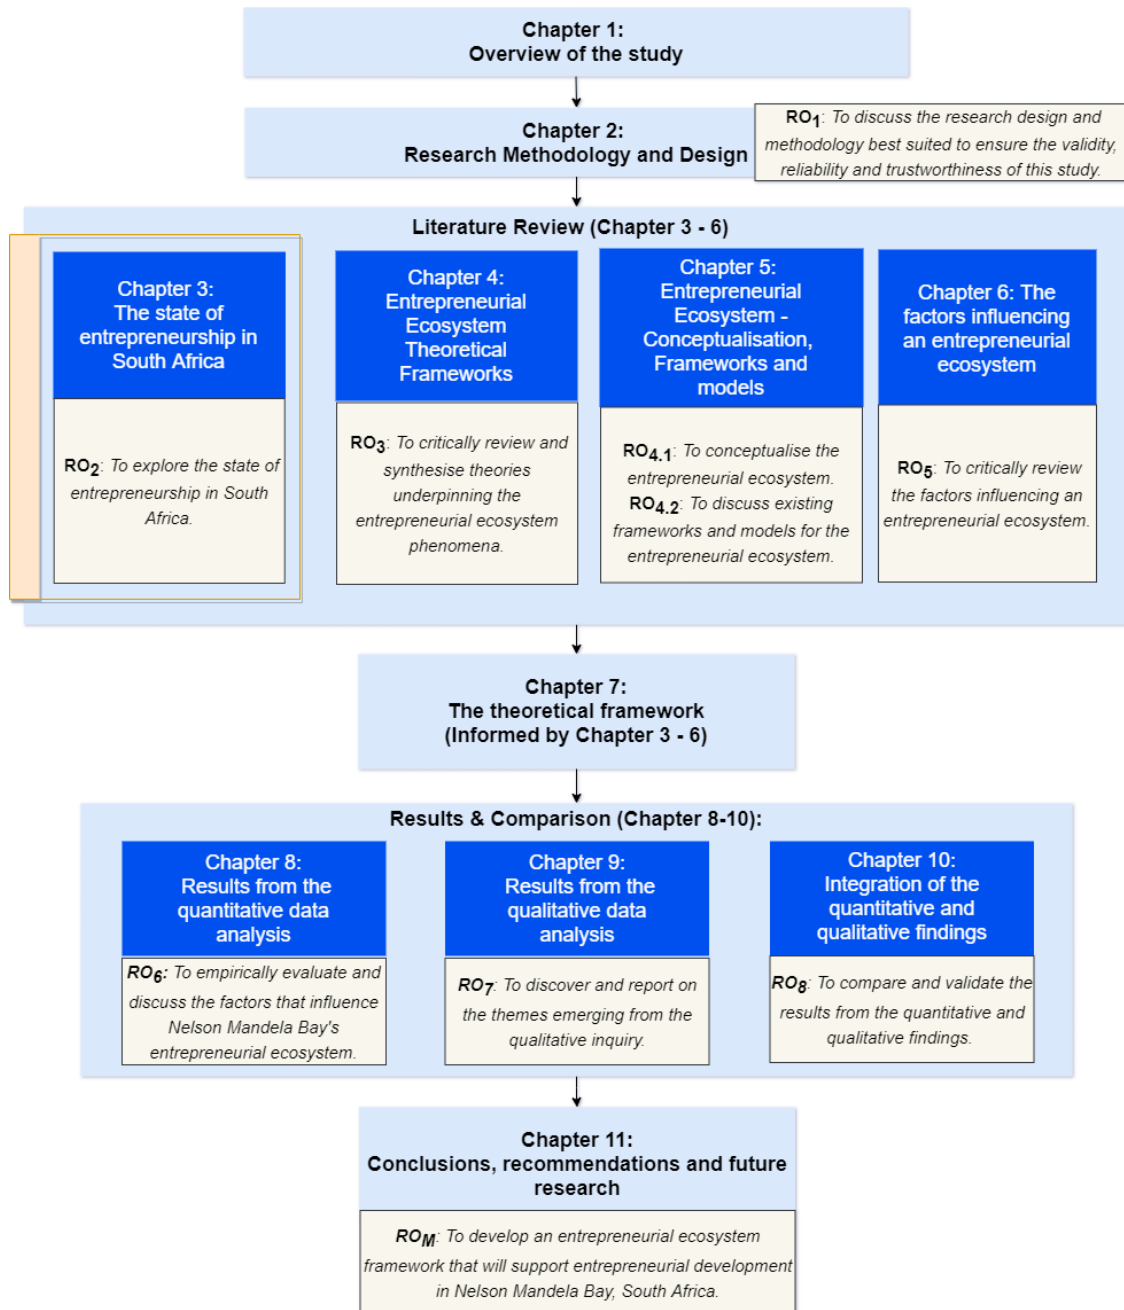 Chapter 1:
Overview of the study
Chapter 2:
Research Methodology and Design
RO1: To discuss the research design and
methodology best suited to ensure the validity,
reliability and trustworthiness of this study.
Literature Review (Chapter 3 - 6)
Chapter 3:
The state of
entrepreneurship in
South Africa
RO2: To explore the state of
entrepreneurship in South
Africa.
Chapter 4:
Entrepreneurial
Ecosystem
Theoretical
Frameworks
RO3: To critically review and
synthesise theories
underpinning the
entrepreneurial ecosystem
phenomena.
Chapter 5:
Entrepreneurial
Ecosystem -
Conceptualisation,
Frameworks and
models
RO4.1: To conceptualise the
entrepreneurial ecosystem.
RO4.2: To discuss existing
frameworks and models for the
entrepreneurial ecosystem.
Chapter 6: The
factors influencing
an entrepreneurial
ecosystem
RO5: To critically review
the factors influencing an
entrepreneurial ecosystem.
Chapter 7:
The theoretical framework
(Informed by Chapter 3 - 6)
Results & Comparison (Chapter 8-10):
Chapter 8:
Results from the
quantitative data
analysis
RO6: To empirically evaluate and
discuss the factors that influence
Nelson Mandela Bay's
entrepreneurial ecosystem.
Chapter 9:
Results from the
qualitative data
analysis
RO7: To discover and report on
the themes emerging from the
qualitative inquiry.
Chapter 10:
Integration of the
quantitative and
qualitative findings
RO8: To compare and validate the
results from the quantitative and
qualitative findings.
Chapter 11:
Conclusions, recommendations and future
research
ROM: To develop an entrepreneurial ecosystem
framework that will support entrepreneurial development
in Nelson Mandela Bay, South Africa.